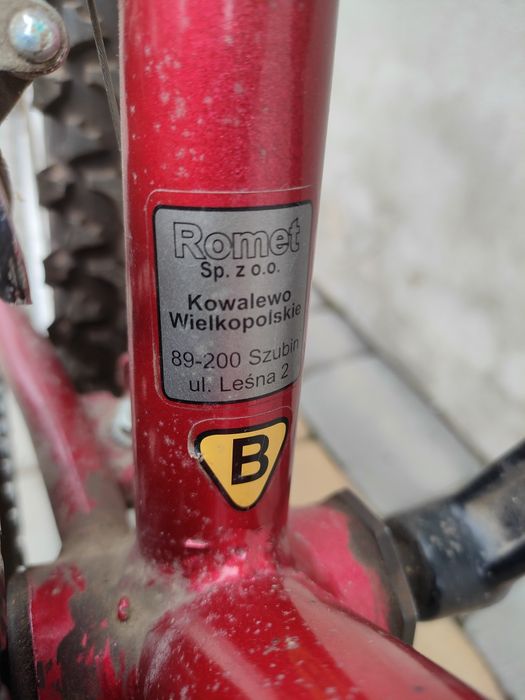 Romet
Sp. z o.o.
Kowalewo
Wielkopolskie
89-200 Szubin
ul. Leśna 2
B